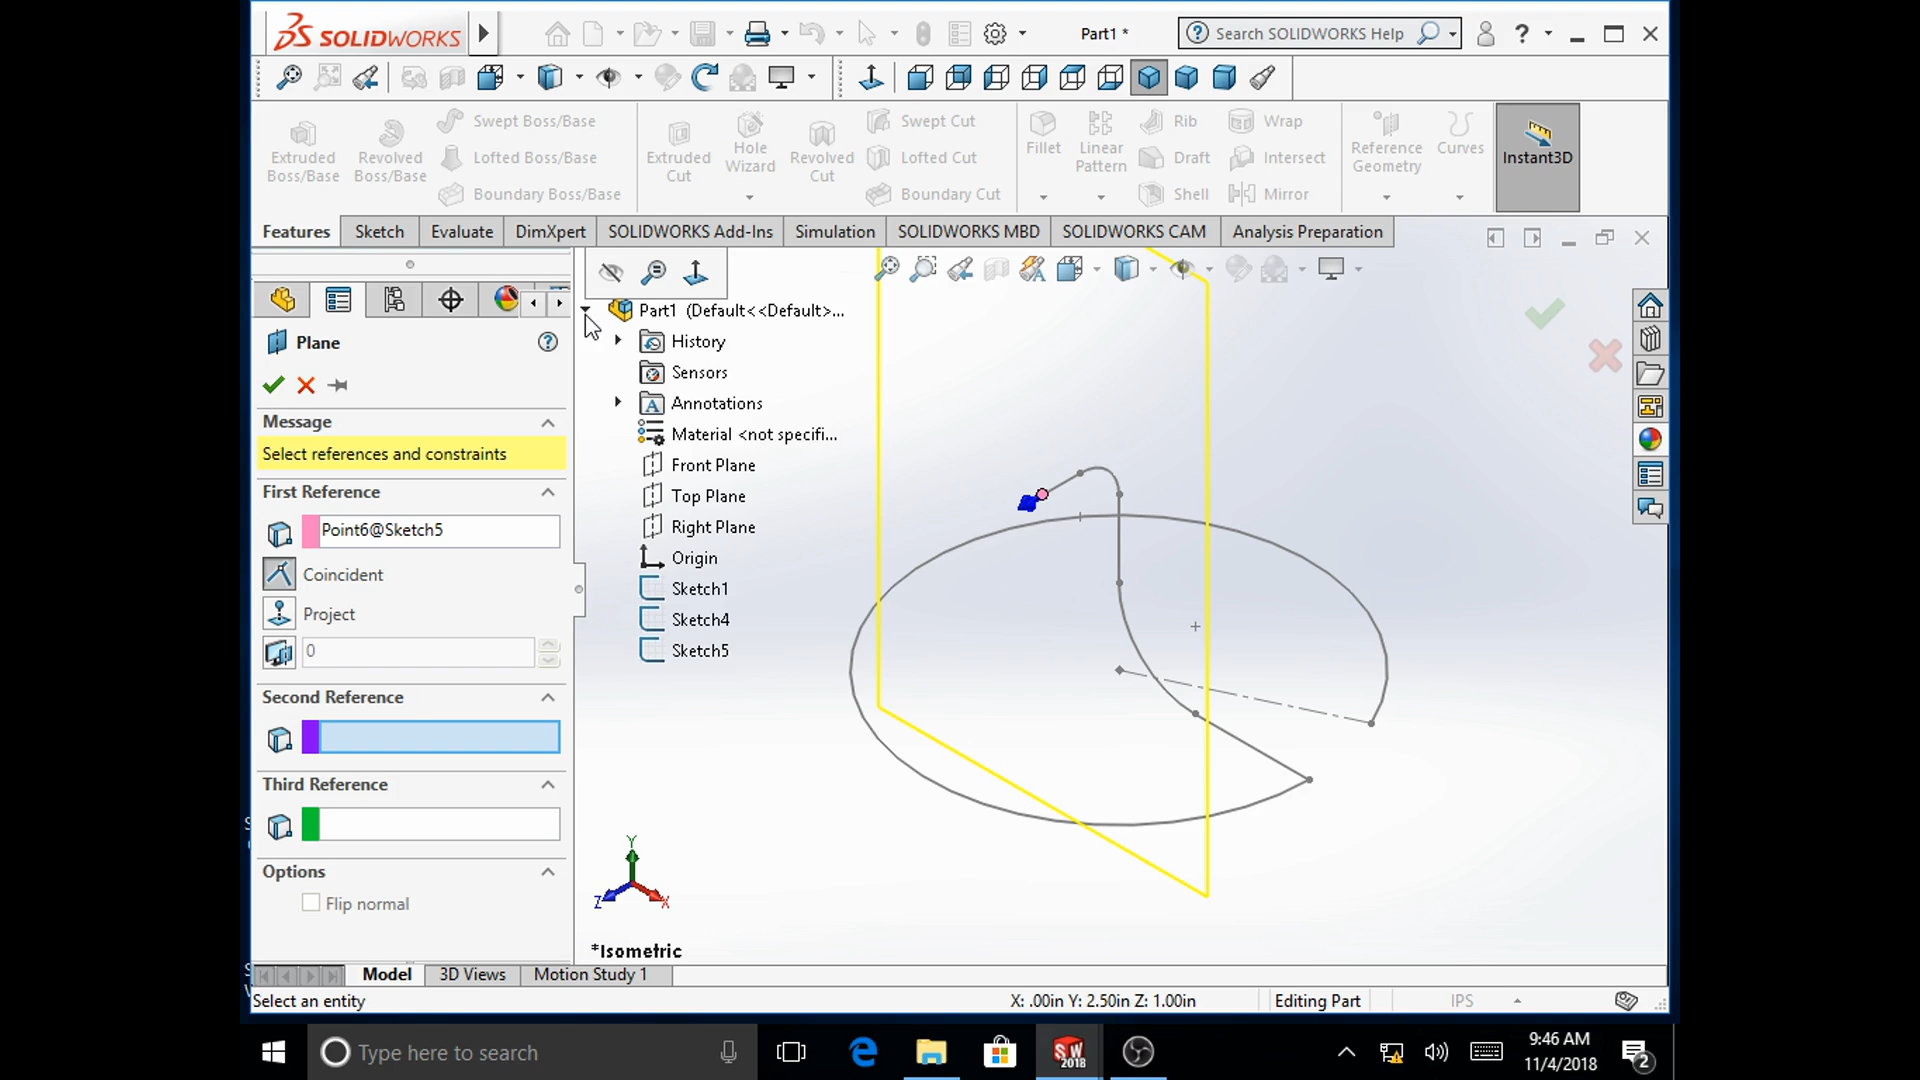 SOLIDWORKS
Part1 *
Search SOLIDWORKS Help
?
Extruded Boss/Base
Revolved Boss/Base
Swept Boss/Base
Lofted Boss/Base
Boundary Boss/Base
Extruded Cut
Hole Wizard
Revolved Cut
Swept Cut
Lofted Cut
Boundary Cut
Fillet
Linear Pattern
Rib
Draft
Shell
Wrap
Intersect
Mirror
Reference Geometry
Curves
Instant3D
Features
Sketch
Evaluate
DimXpert
SOLIDWORKS Add-Ins
Simulation
SOLIDWORKS MBD
SOLIDWORKS CAM
Analysis Preparation
Plane
Message
Select references and constraints
First Reference
Point6@Sketch5
Coincident
Project
0
Second Reference
Third Reference
Options
Flip normal
Part1 (Default<<Default>...
History
Sensors
Annotations
Material <not specifi...
Front Plane
Top Plane
Right Plane
Origin
Sketch1
Sketch4
Sketch5
Y
Z
X
*Isometric
Model
3D Views
Motion Study 1
Select an entity
X: .00in Y: 2.50in Z: 1.00in
Editing Part
IPS
Type here to search
SW
2018
9:46 AM
11/4/2018
2